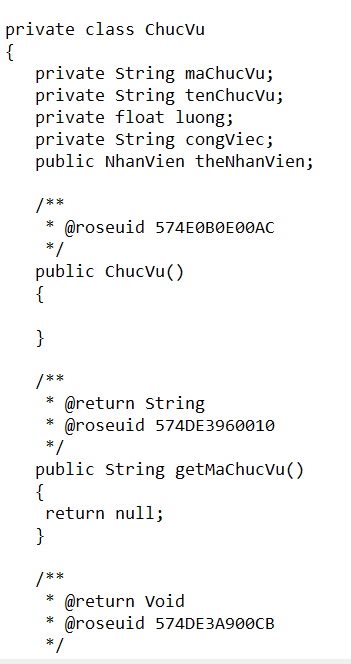 private class ChucVu
{
private String maChucVu;
private String tenChucVu;
private float luong;
private String congViec;
public NhanVien theNhanVien;
/**
* @roseuid 574E0B0E00AC
*/
public ChucVu()
{
}
/**
* @return String
* @roseuid 574DE3960010
*/
public String getMaChucVu()
{
return null;
}
/**
* @return Void
* @roseuid 574DE3A900CB
*/